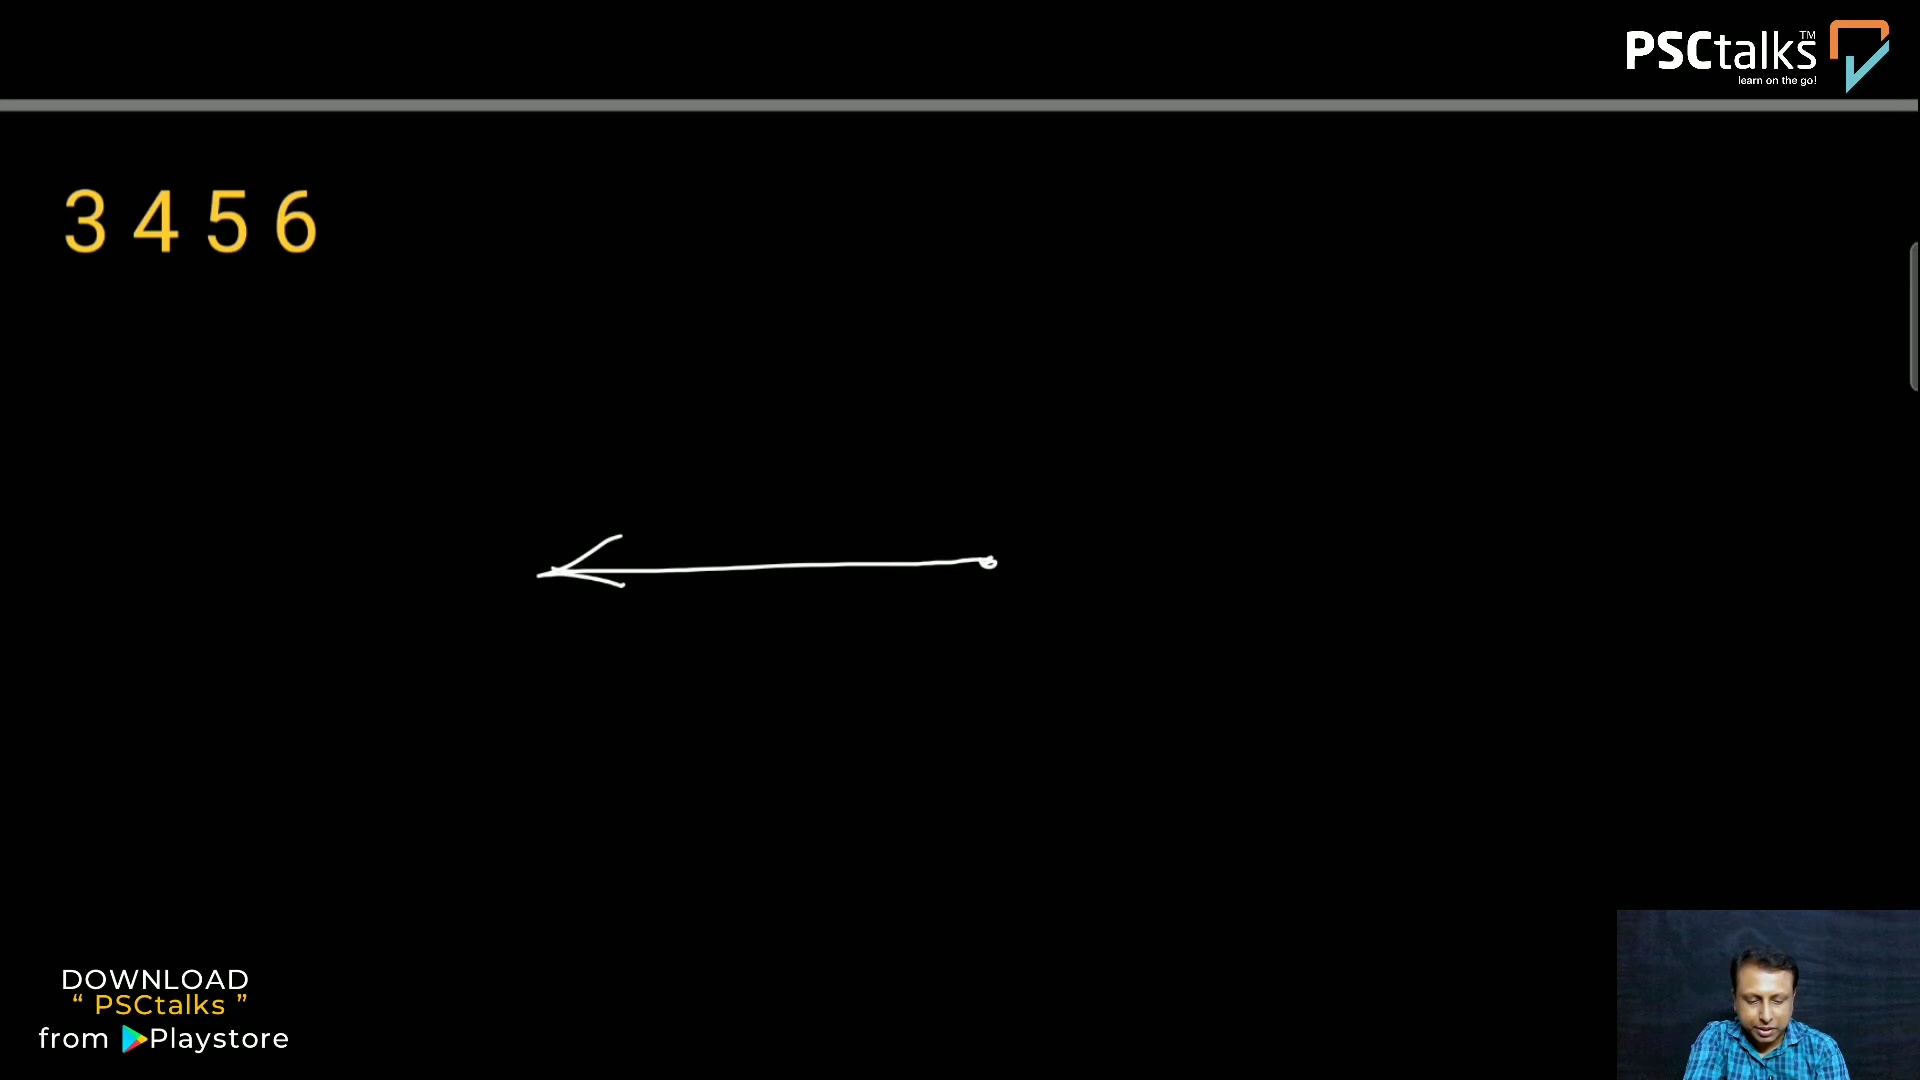 PSCtalks™
learn on the go!
3 4 5 6
DOWNLOAD
“ PSCtalks ”
from Playstore